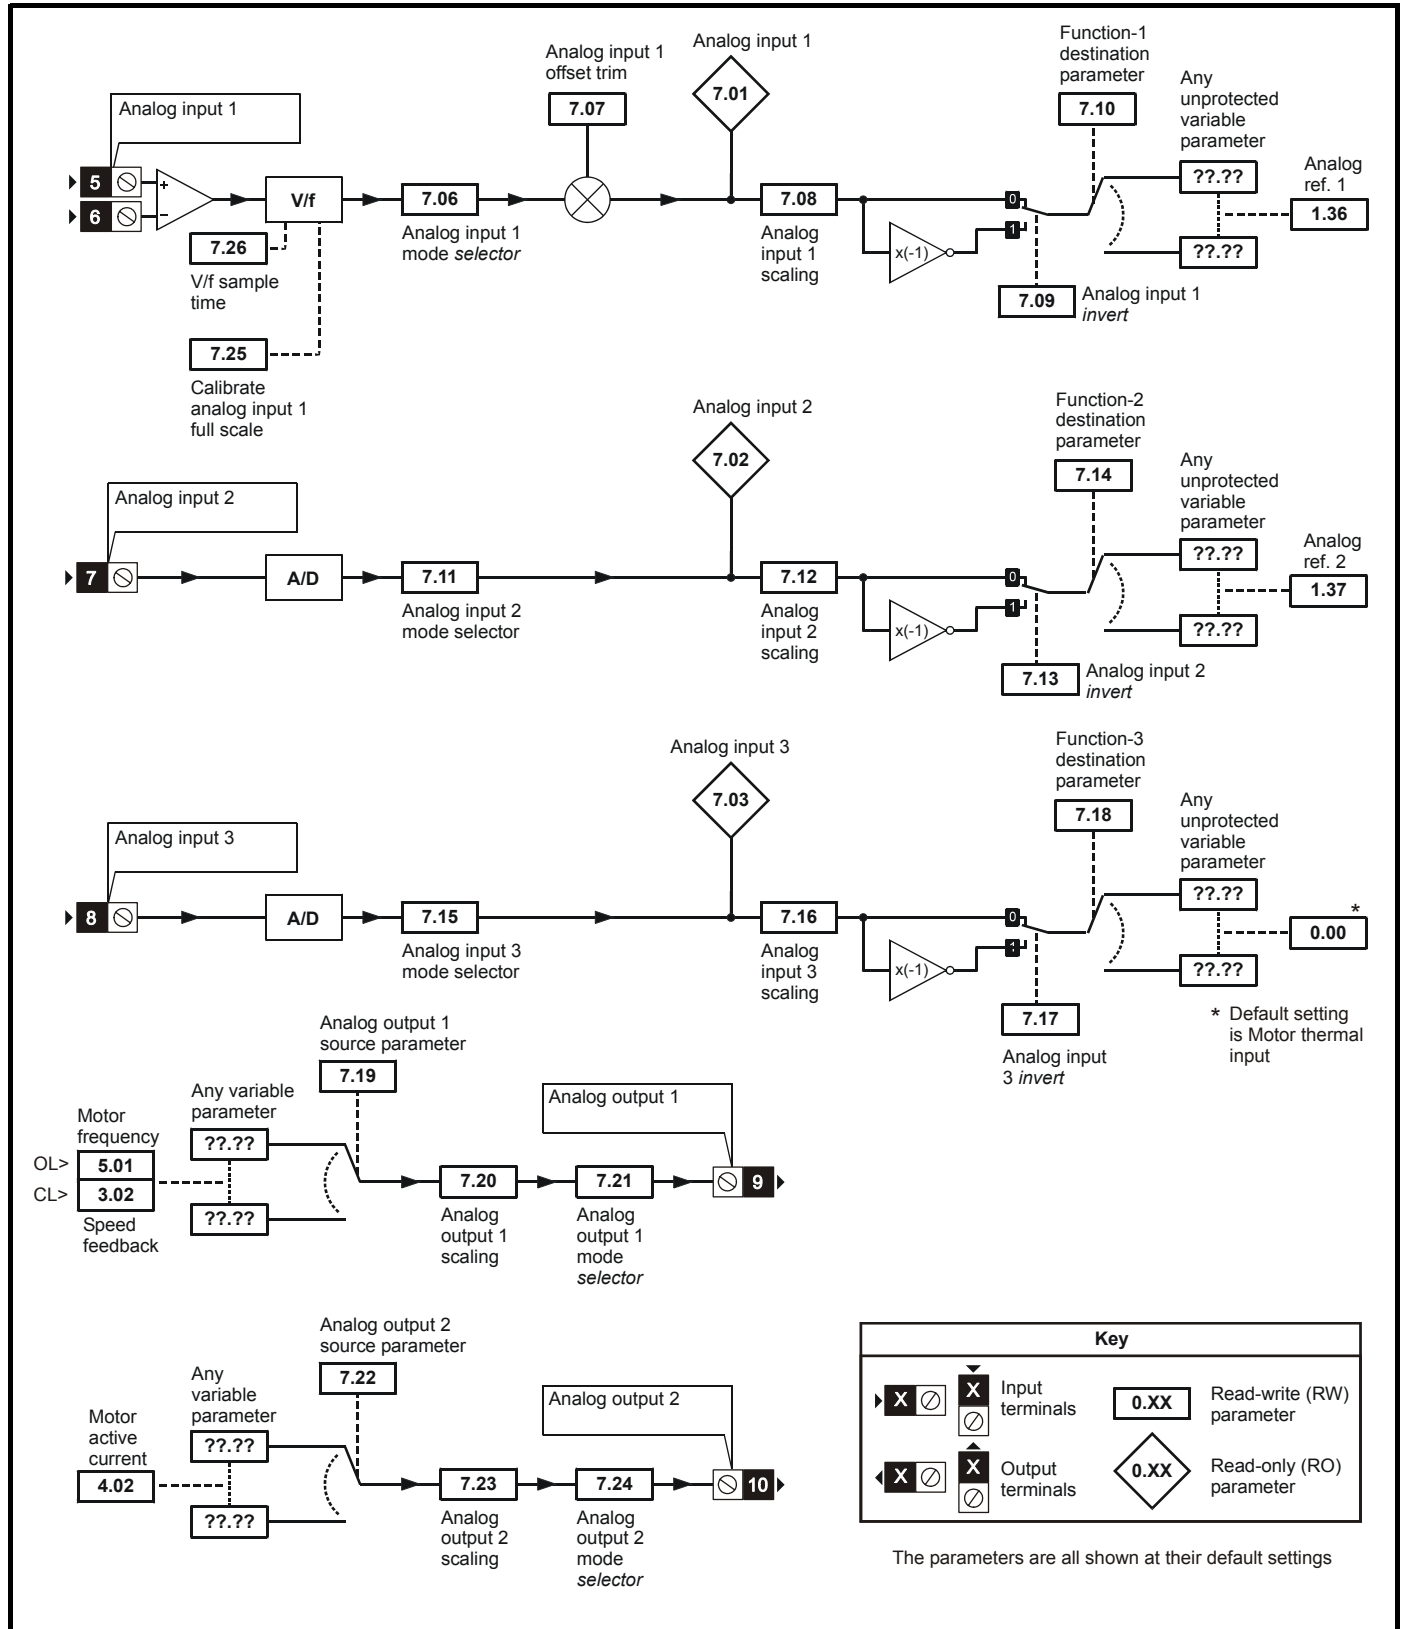 Analog input 1
5
6
+
−
V/f
7.26
V/f sample
time
7.25
Calibrate
analog input 1
full scale
7.06
Analog input 1
mode selector
Analog input 1
offset trim
7.07
Analog input 1
7.01
7.08
Analog
input 1
scaling
x(-1)
0
1
7.09
Analog input 1
invert
Function-1
destination
parameter
7.10
Any
unprotected
variable
parameter
??.??
??.??
Analog
ref. 1
1.36
Analog input 2
7
A/D
7.11
Analog input 2
mode selector
Analog input 2
7.02
7.12
Analog
input 2
scaling
x(-1)
0
1
7.13
Analog input 2
invert
Function-2
destination
parameter
7.14
Any
unprotected
variable
parameter
??.??
??.??
Analog
ref. 2
1.37
Analog input 3
8
A/D
7.15
Analog input 3
mode selector
Analog input 3
7.03
7.16
Analog
input 3
scaling
x(-1)
0
1
7.17
Analog input
3 invert
Function-3
destination
parameter
7.18
Any
unprotected
variable
parameter
??.??
??.??
*
0.00
* Default setting
is Motor thermal
input
Motor
frequency
OL> 5.01
CL> 3.02
Speed
feedback
Any variable
parameter
??.??
??.??
Analog output 1
source parameter
7.19
7.20
Analog
output 1
scaling
7.21
Analog
output 1
mode
selector
Analog output 1
9
Motor
active
current
4.02
Any
variable
parameter
??.??
??.??
Analog output 2
source parameter
7.22
7.23
Analog
output 2
scaling
7.24
Analog
output 2
mode
selector
Analog output 2
10
Key
X
X
Input
terminals
0.XX
Read-write (RW)
parameter
X
X
Output
terminals
0.XX
Read-only (RO)
parameter
The parameters are all shown at their default settings